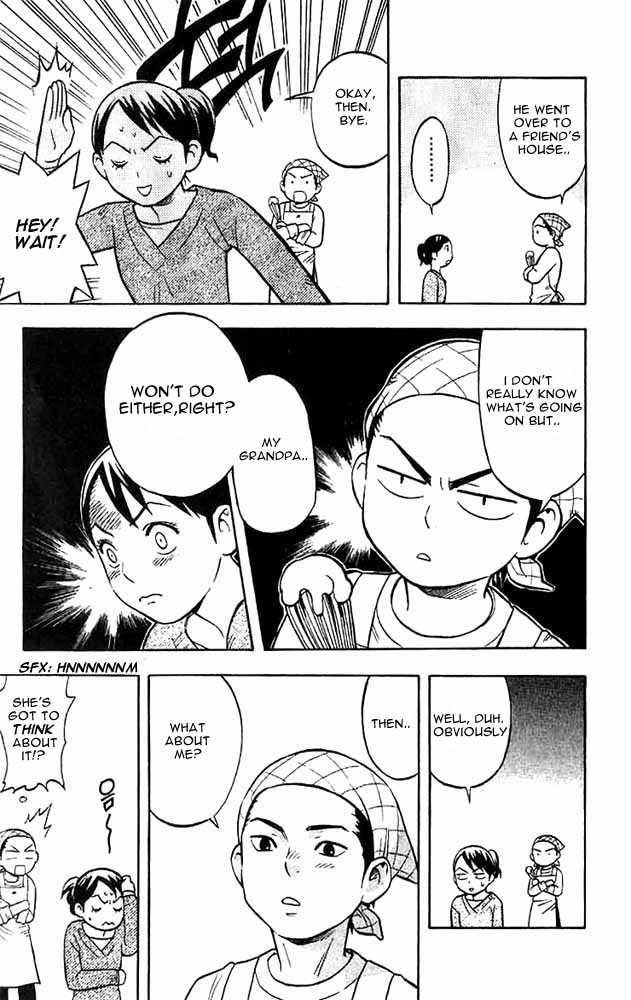 HE WENT
OVER TO
A FRIEND'S
HOUSE..
.........
OKAY,
THEN.
BYE.
HEY!
WAIT!
I DON'T
REALLY KNOW
WHAT'S GOING
ON BUT..
MY
GRANDPA..
WON'T DO
EITHER,RIGHT?
WELL, DUH.
OBVIOUSLY
THEN..
WHAT
ABOUT
ME?
SFX: HNNNNNNM
음
SHE'S
GOT TO
THINK
ABOUT
IT!?